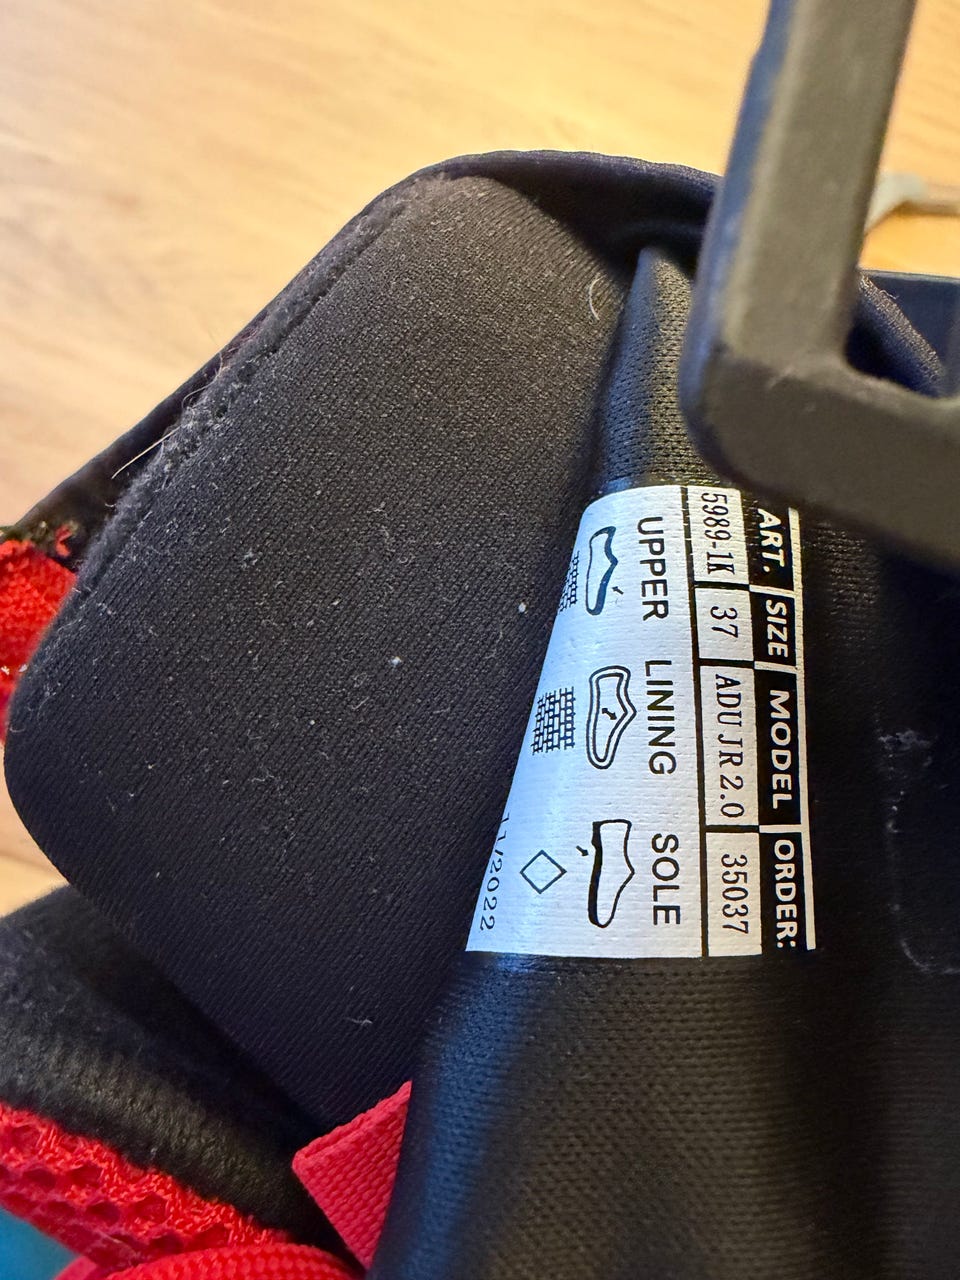 ART. SIZE MODEL ORDER:
5989-1K 37 ADU JR 2.0 35037
UPPER LINING SOLE
11/2022